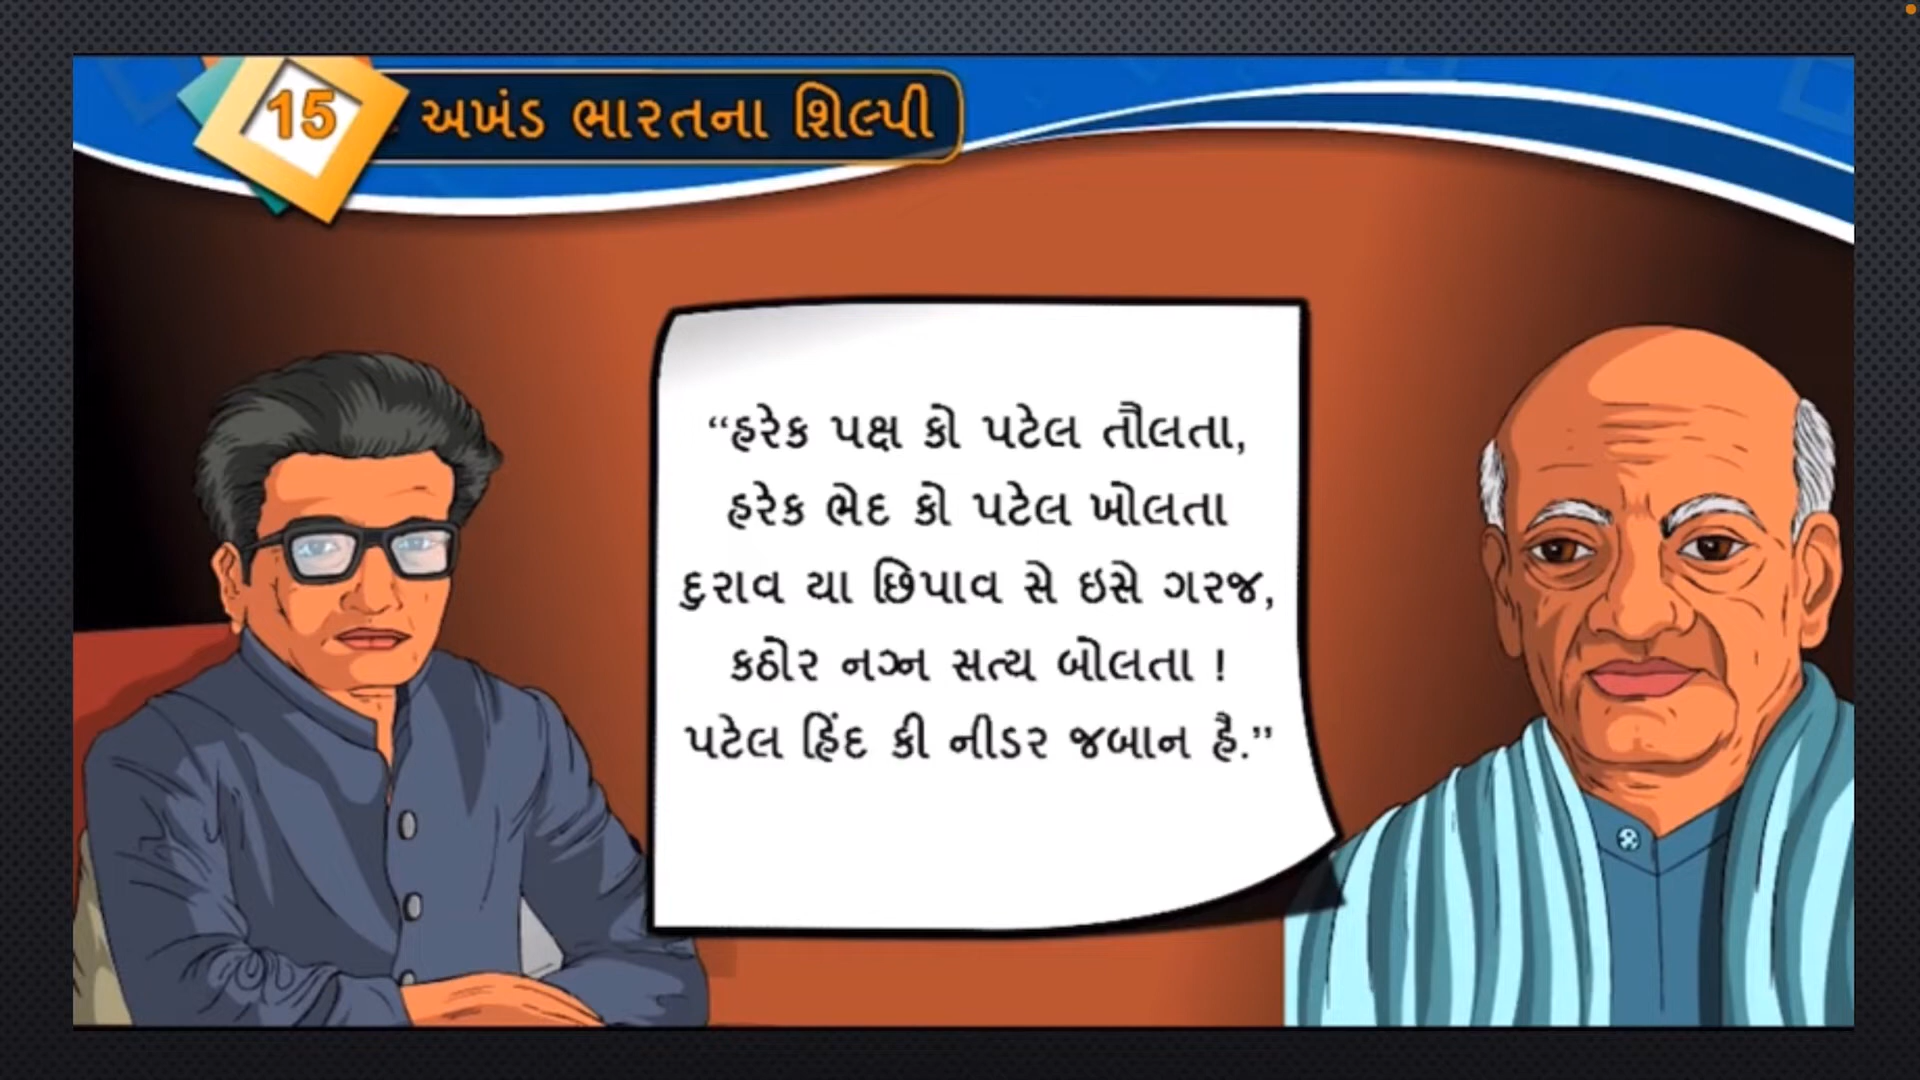 15 અખંડ ભારતના શિલ્પી
“હરેક પક્ષ કો પટેલ તૌલતા,
હરેક ભેદ કો પટેલ ખોલતા
દુરાવ યા છિપાવ સે ઇસે ગરજ,
કઠોર નગ્ન સત્ય બોલતા !
પટેલ હિંદ કી નીડર જબાન હૈ.”